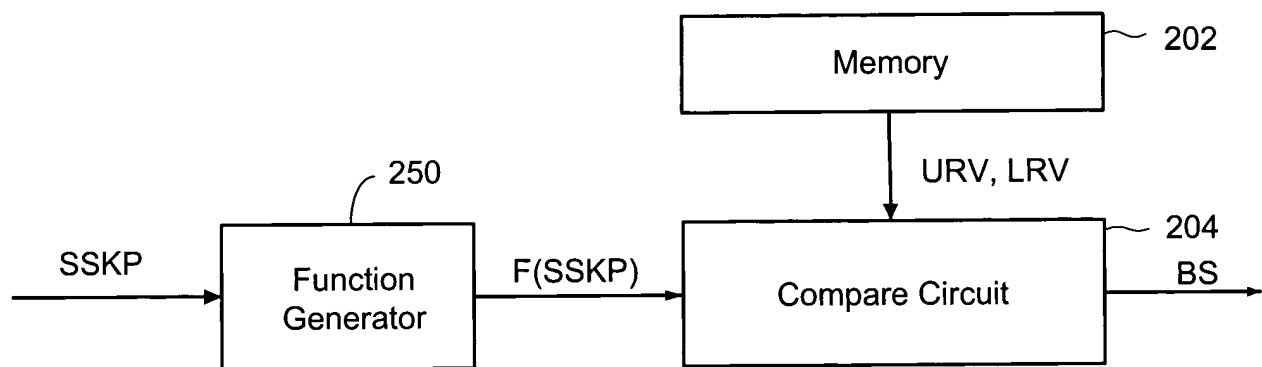 202
Memory
250
URV, LRV
204
SSKP
F(SSKP)
BS
Function
Generator
Compare Circuit